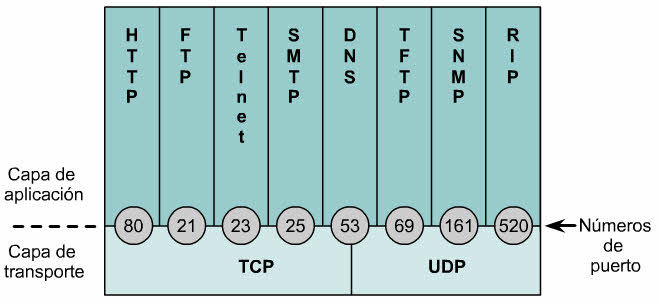 HTTP
FTP
Telnet
SMTP
DNS
TFTP
SNMP
RIP
Capa de
aplicación
80 21 23 25 53 69 161 520
Números
de
puerto
Capa de
transporte
TCP UDP